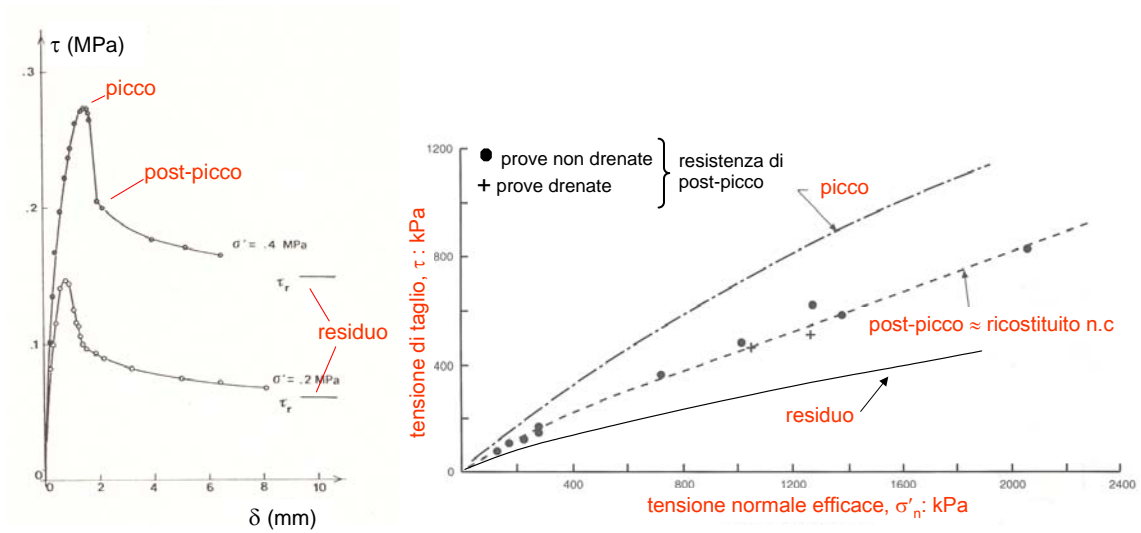 τ (MPa)
.3
.2
0.1
0
picco
post-picco
σ'= .4 MPa
τr
residuo
σ'= .2 MPa
τr
0 2 4 6 8 10
δ (mm)
tensione di taglio, τ : kPa
1200
800
400
prove non drenate
prove drenate
resistenza di
post-picco
picco
post-picco ≈ ricostituito n.c
residuo
400 800 1200 1600 2000 2400
tensione normale efficace, σ'n: kPa